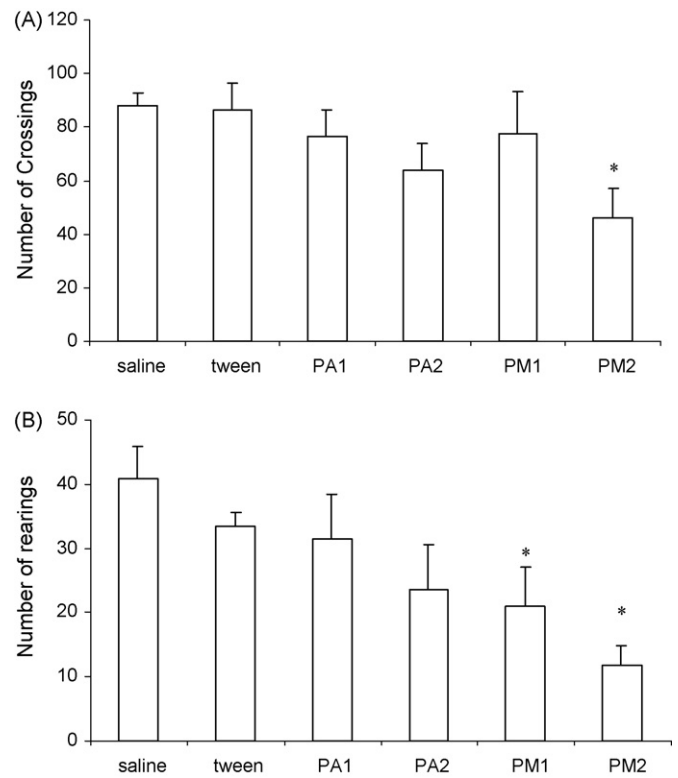 (A)
Number of Crossings
120
100
80
60
40
20
0
*
saline tween PA1 PA2 PM1 PM2
(B)
Number of rearings
50
40
30
20
10
0
*
*
saline tween PA1 PA2 PM1 PM2